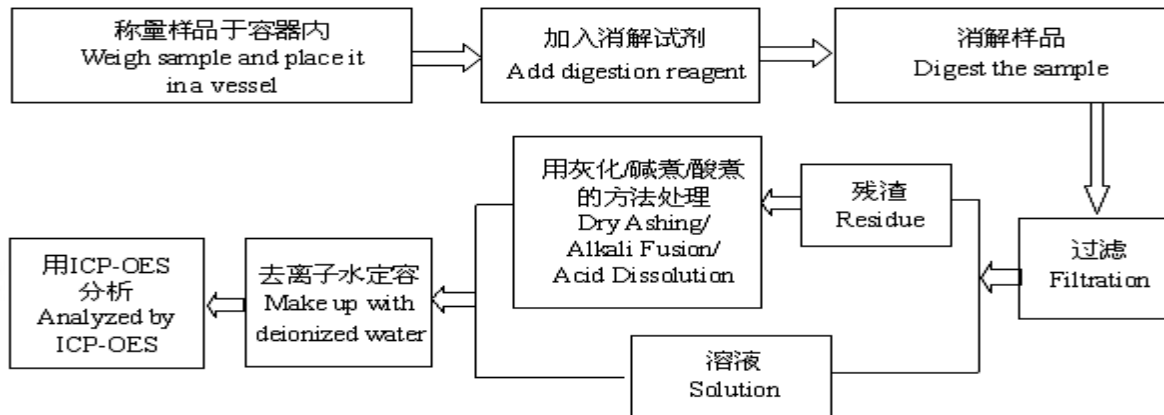 称量样品于容器内
Weigh sample and place it
in a vessel
加入消解试剂
Add digestion reagent
消解样品
Digest the sample
过滤
Filtration
残渣
Residue
用灰化/碱煮/酸煮
的方法处理
Dry Ashing/
Alkali Fusion/
Acid Dissolution
溶液
Solution
去离子水定容
Make up with
deionized water
用ICP-OES
分析
Analyzed by
ICP-OES